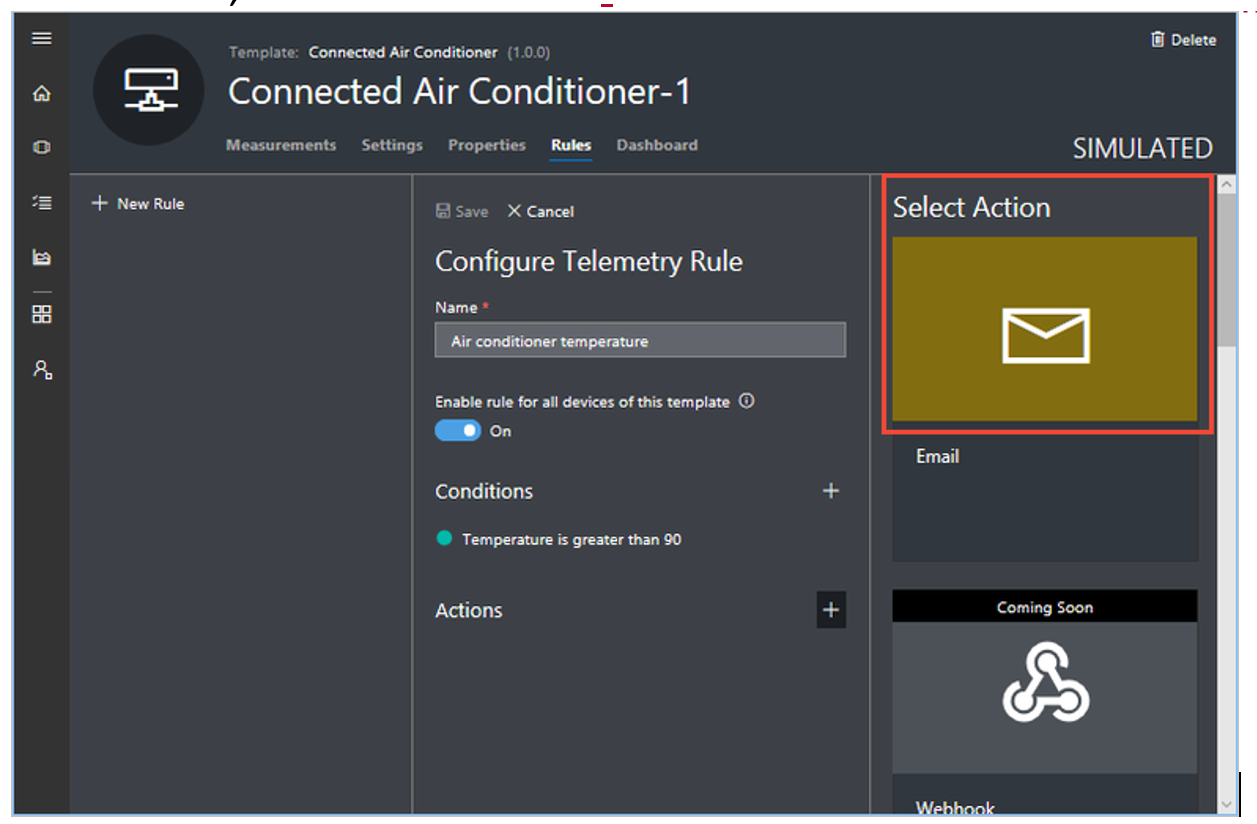 Template: Connected Air Conditioner (1.0.0)
Delete
Connected Air Conditioner-1
Measurements Settings Properties Rules Dashboard
SIMULATED
+ New Rule
Save × Cancel
Select Action
Configure Telemetry Rule
Name *
Air conditioner temperature
Enable rule for all devices of this template
On
Email
Conditions +
Temperature is greater than 90
Actions +
Coming Soon
Webhook